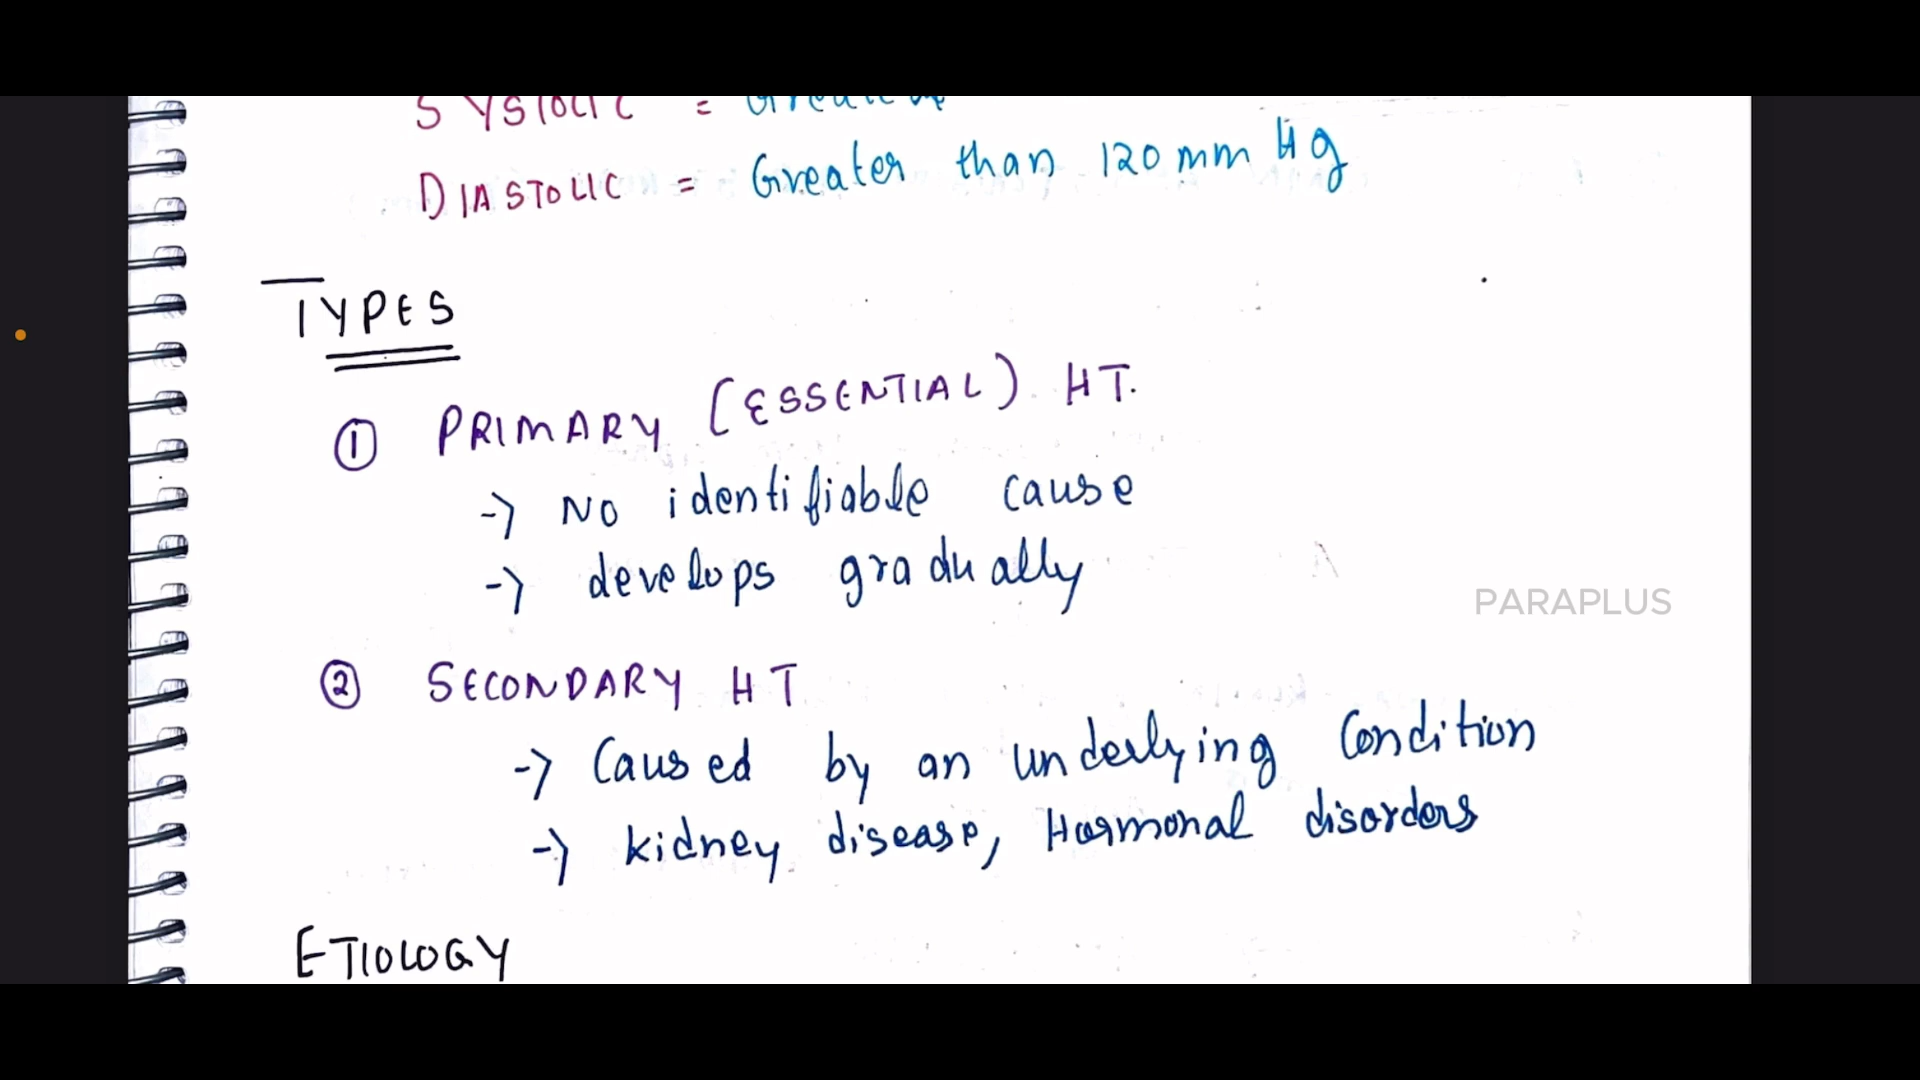 SYSTOLIC =
DIASTOLIC = Greater than 120 mm Hg
TYPES
① PRIMARY (ESSENTIAL) HT.
-> No identifiable cause
-> develops gradually
PARAPLUS
② SECONDARY HT
-> Caused by an underlying Condition
-> kidney disease, Hormonal disorders
ETIOLOGY